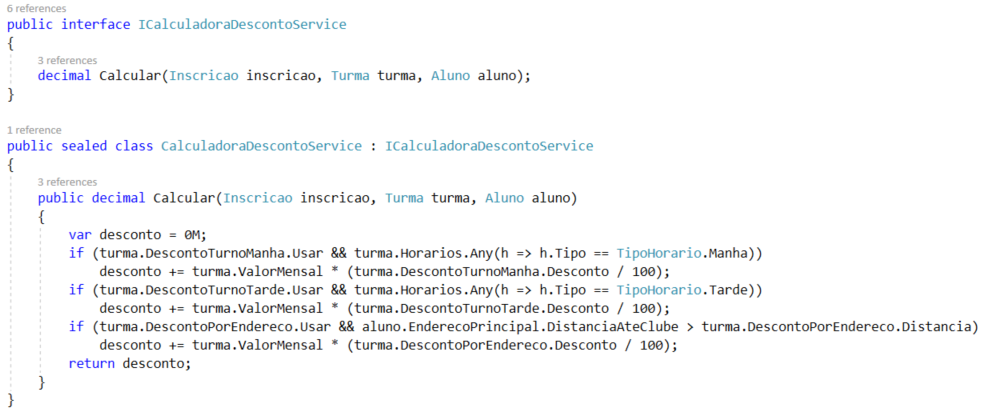 6 references
public interface ICalculadoraDescontoService
{
3 references
decimal Calcular(Inscricao inscricao, Turma turma, Aluno aluno);
}
1 reference
public sealed class CalculadoraDescontoService : ICalculadoraDescontoService
{
3 references
public decimal Calcular(Inscricao inscricao, Turma turma, Aluno aluno)
{
var desconto = 0M;
if (turma.DescontoTurnoManha.Usar && turma.Horarios.Any(h => h.Tipo == TipoHorario.Manha))
desconto += turma.ValorMensal * (turma.DescontoTurnoManha.Desconto / 100);
if (turma.DescontoTurnoTarde.Usar && turma.Horarios.Any(h => h.Tipo == TipoHorario.Tarde))
desconto += turma.ValorMensal * (turma.DescontoTurnoTarde.Desconto / 100);
if (turma.DescontoPorEndereco.Usar && aluno.EnderecoPrincipal.DistanciaAteClube > turma.DescontoPorEndereco.Distancia)
desconto += turma.ValorMensal * (turma.DescontoPorEndereco.Desconto / 100);
return desconto;
}
}